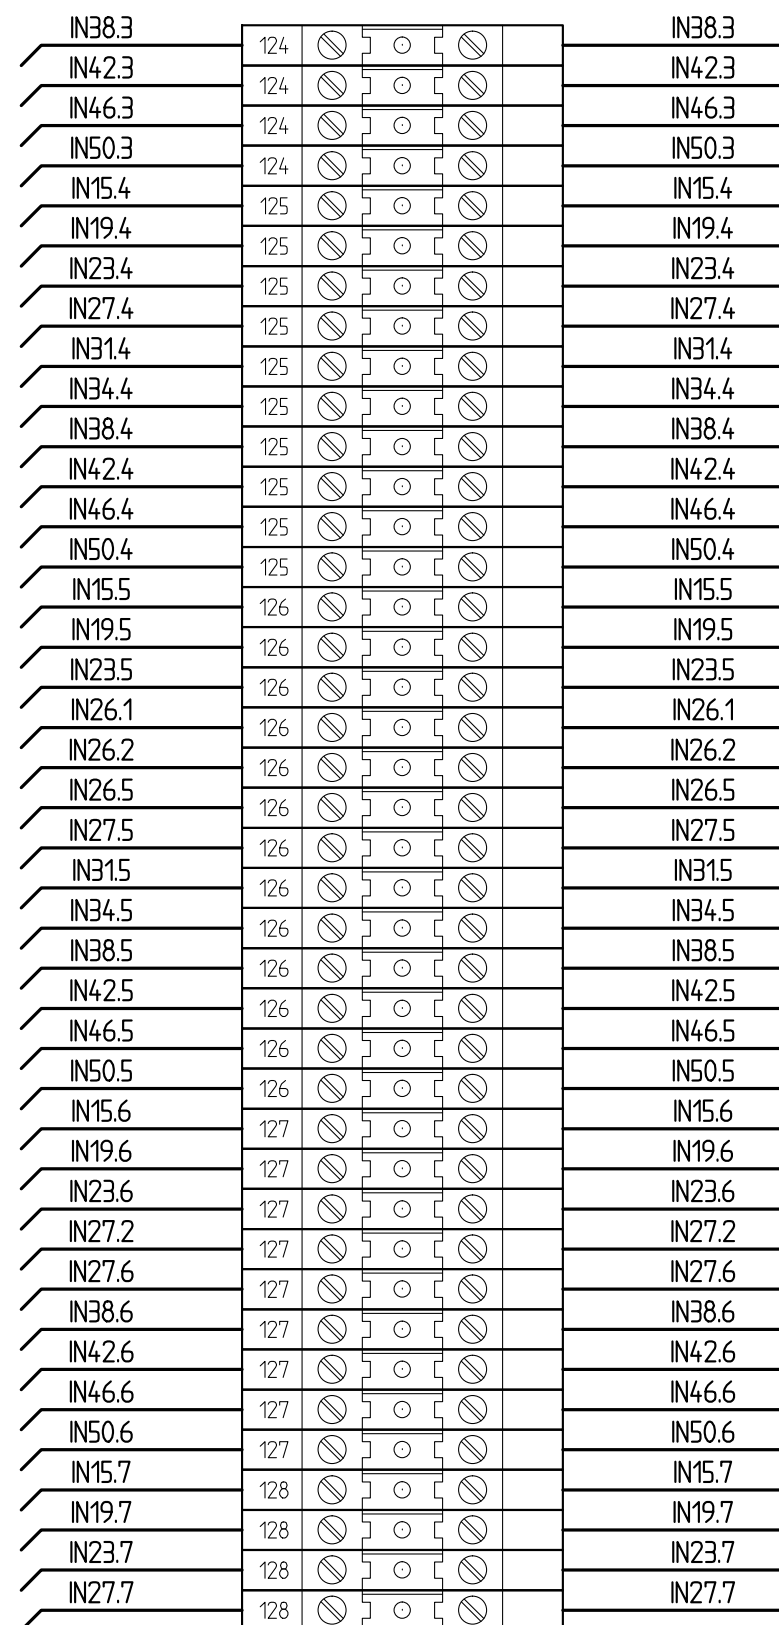 IN38.3 124 IN38.3
IN42.3 124 IN42.3
IN46.3 124 IN46.3
IN50.3 124 IN50.3
IN15.4 125 IN15.4
IN19.4 125 IN19.4
IN23.4 125 IN23.4
IN27.4 125 IN27.4
IN31.4 125 IN31.4
IN34.4 125 IN34.4
IN38.4 125 IN38.4
IN42.4 125 IN42.4
IN46.4 125 IN46.4
IN50.4 125 IN50.4
IN15.5 126 IN15.5
IN19.5 126 IN19.5
IN23.5 126 IN23.5
IN26.1 126 IN26.1
IN26.2 126 IN26.2
IN26.5 126 IN26.5
IN27.5 126 IN27.5
IN31.5 126 IN31.5
IN34.5 126 IN34.5
IN38.5 126 IN38.5
IN42.5 126 IN42.5
IN46.5 126 IN46.5
IN50.5 126 IN50.5
IN15.6 127 IN15.6
IN19.6 127 IN19.6
IN23.6 127 IN23.6
IN27.2 127 IN27.2
IN27.6 127 IN27.6
IN38.6 127 IN38.6
IN42.6 127 IN42.6
IN46.6 127 IN46.6
IN50.6 127 IN50.6
IN15.7 128 IN15.7
IN19.7 128 IN19.7
IN23.7 128 IN23.7
IN27.7 128 IN27.7